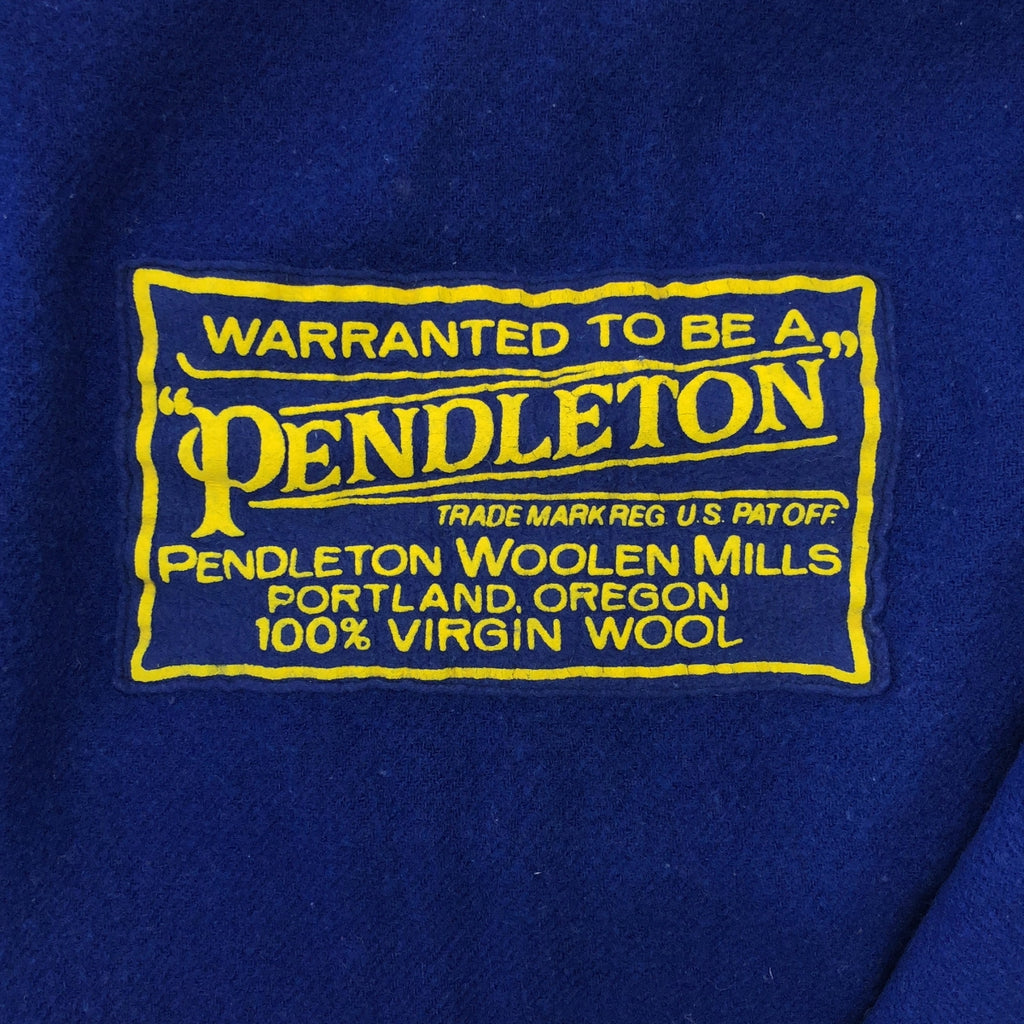 WARRANTED TO BE A
“PENDLETON”
TRADE MARK REG. U.S. PAT OFF.
PENDLETON WOOLEN MILLS
PORTLAND, OREGON
100% VIRGIN WOOL